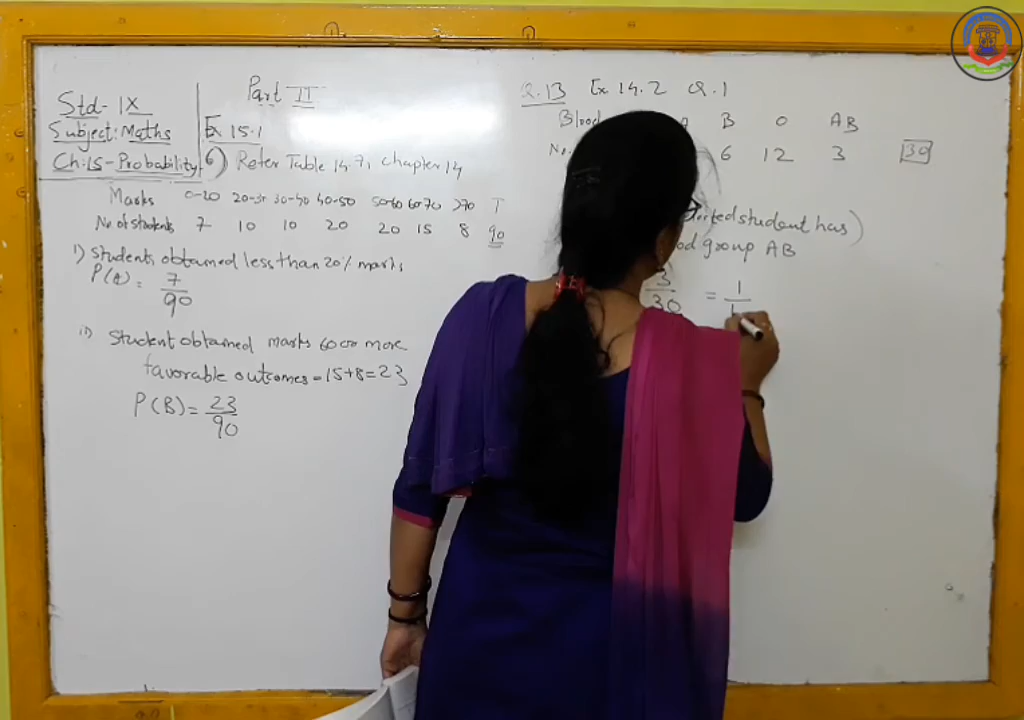 Std- IX
Subject: Maths
Ch:15-Probability
Part II
Ex 15.1
6) Refer Table 14.7, chapter 14
Marks 0-20 20-30 30-40 40-50 50-60 60-70 >70 T
No of students 7 10 10 20 20 15 8 90
i) Students obtained less than 20% marks
P(A) = 7/90
ii) Student obtained marks 60 or more
favorable outcomes = 15+8=23
P(B) = 23/90
Q.13 Ex. 14.2 Q.1
Blood A B O AB
No. 6 12 3 30
student has)
group AB
3/30 = 1/1